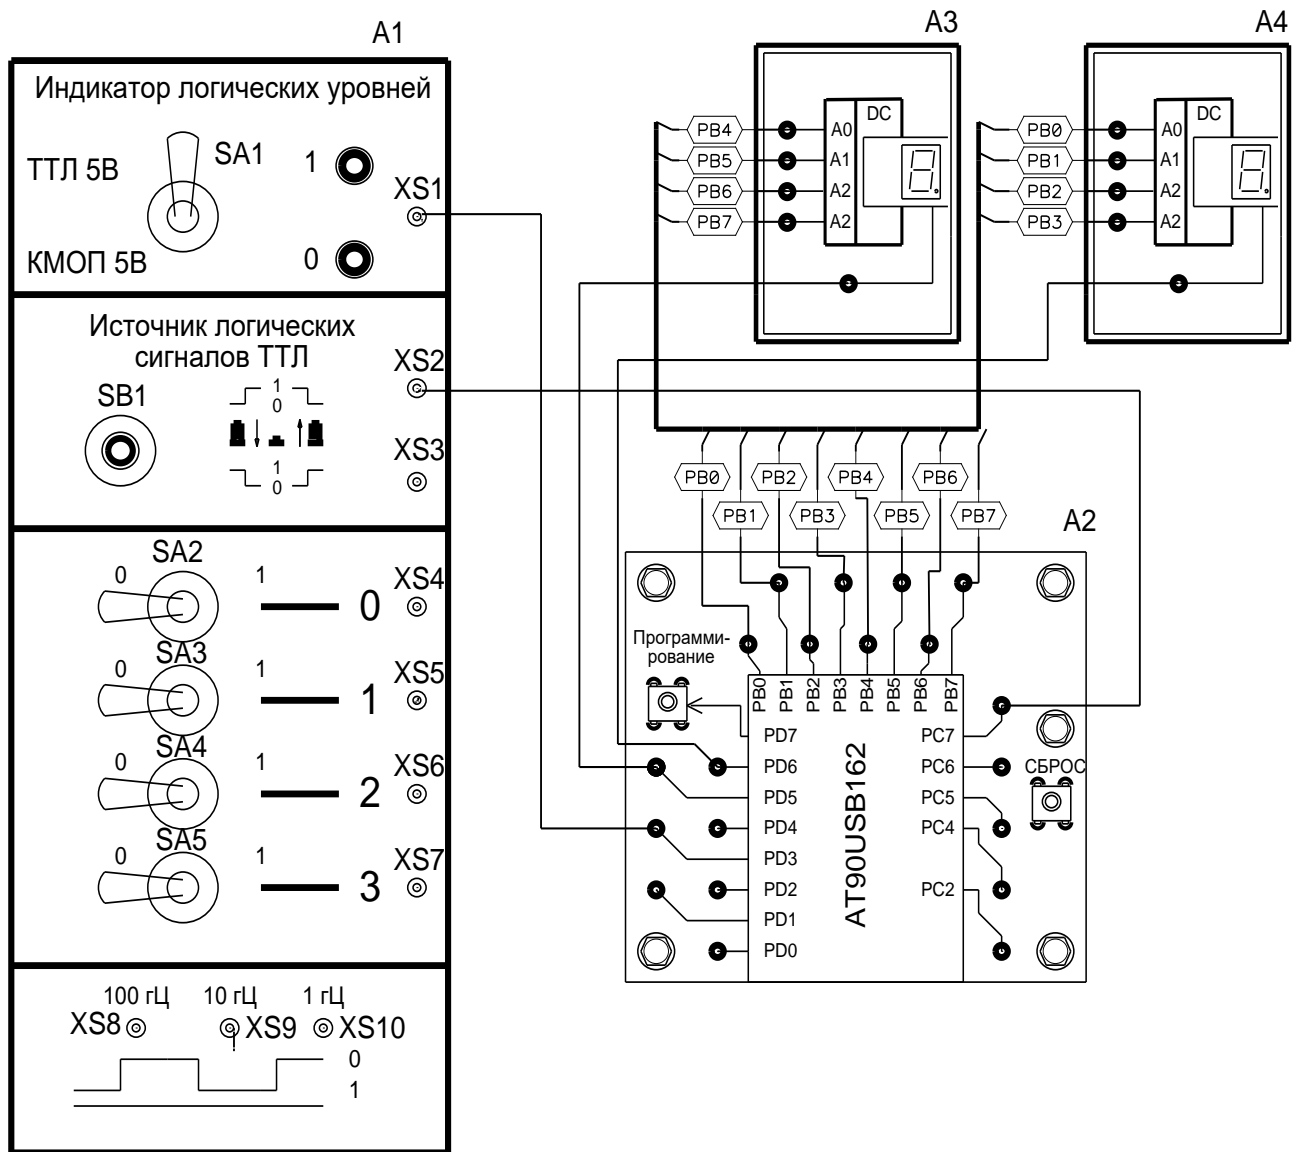 A1
Индикатор логических уровней
ТТЛ 5В
SA1
1
XS1
КМОП 5В
0
Источник логических
сигналов ТТЛ
XS2
SB1
1
0
XS3
1
0
SA2
0
1
0
XS4
SA3
0
1
1
XS5
SA4
0
1
2
XS6
SA5
0
1
3
XS7
100 гЦ
10 гЦ
1 гЦ
XS8
XS9
XS10
0
1
A3
DC
PB4
A0
PB5
A1
PB6
A2
PB7
A2
A4
DC
PB0
A0
PB1
A1
PB2
A2
PB3
A2
PB0
PB2
PB4
PB6
PB1
PB3
PB5
PB7
A2
Программи-
рование
PB0
PB1
PB2
PB3
PB4
PB5
PB6
PB7
PD7
PD6
PD5
PD4
PD3
PD2
PD1
PD0
AT90USB162
PC7
PC6
PC5
PC4
PC2
СБРОС